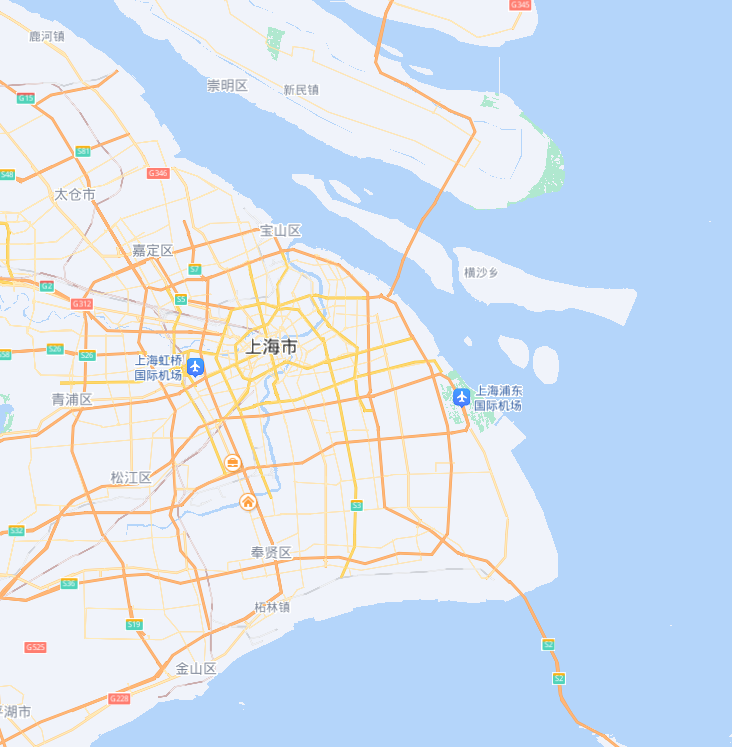 G345
鹿河镇
崇明区
新民镇
G15
S41
G346
S48
太仓市
宝山区
嘉定区
S7
横沙乡
G2
S5
G312
上海市
S26
S26
上海虹桥
国际机场
上海浦东
国际机场
青浦区
松江区
S3
S32
奉贤区
S36
柘林镇
S19
G525
S2
金山区
S2
G228
湖市